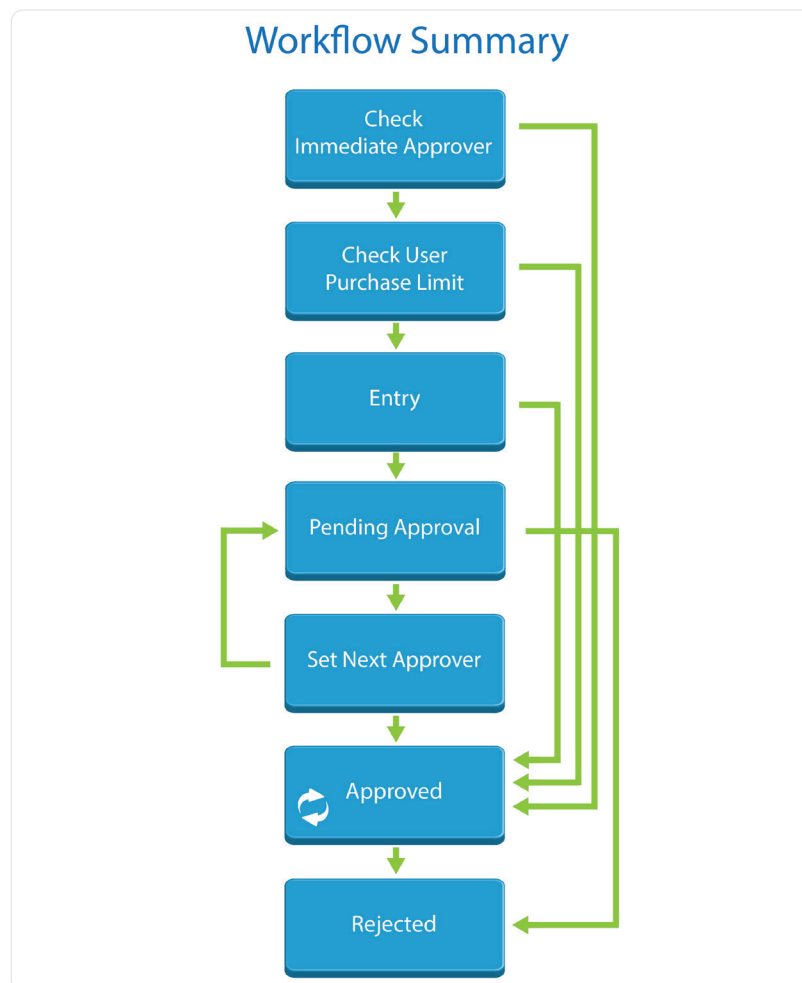 Workflow Summary
Check
Immediate Approver
Check User
Purchase Limit
Entry
Pending Approval
Set Next Approver
Approved
Rejected